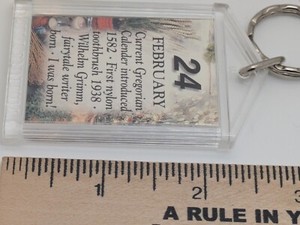 24
FEBRUARY
Current Gregorian
Calender introduced
1582 · First nylon
toothbrush 1938 ·
Wilhelm Grimm,
fairytale writer
born · I was born!
1
2
3
A RULE IN Y